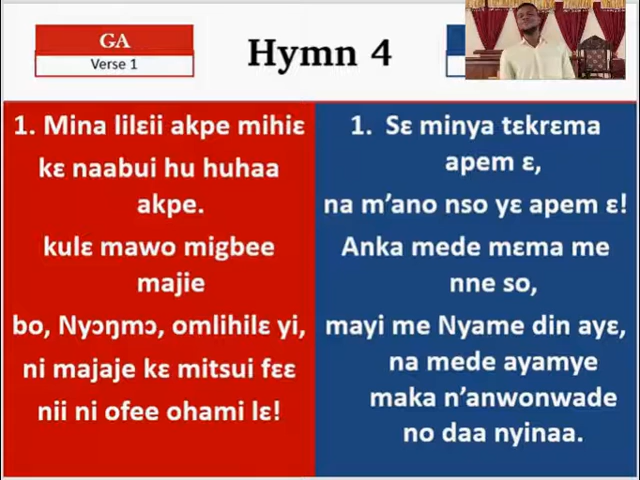 GA
Verse 1
Hymn 4
1. Mina lilɛii akpe mihiɛ
kɛ naabui hu huhaa
akpe.
kulɛ mawo migbee
majie
bo, Nyɔŋmɔ, omlihilɛ yi,
ni majaje kɛ mitsui fɛɛ
nii ni ofee ohami lɛ!
1. Sɛ minya tɛkrɛma
apem ɛ,
na m’ano nso yɛ apem ɛ!
Anka mede mɛma me
nne so,
mayi me Nyame din ayɛ,
na mede ayamye
maka n’anwonwade
no daa nyinaa.